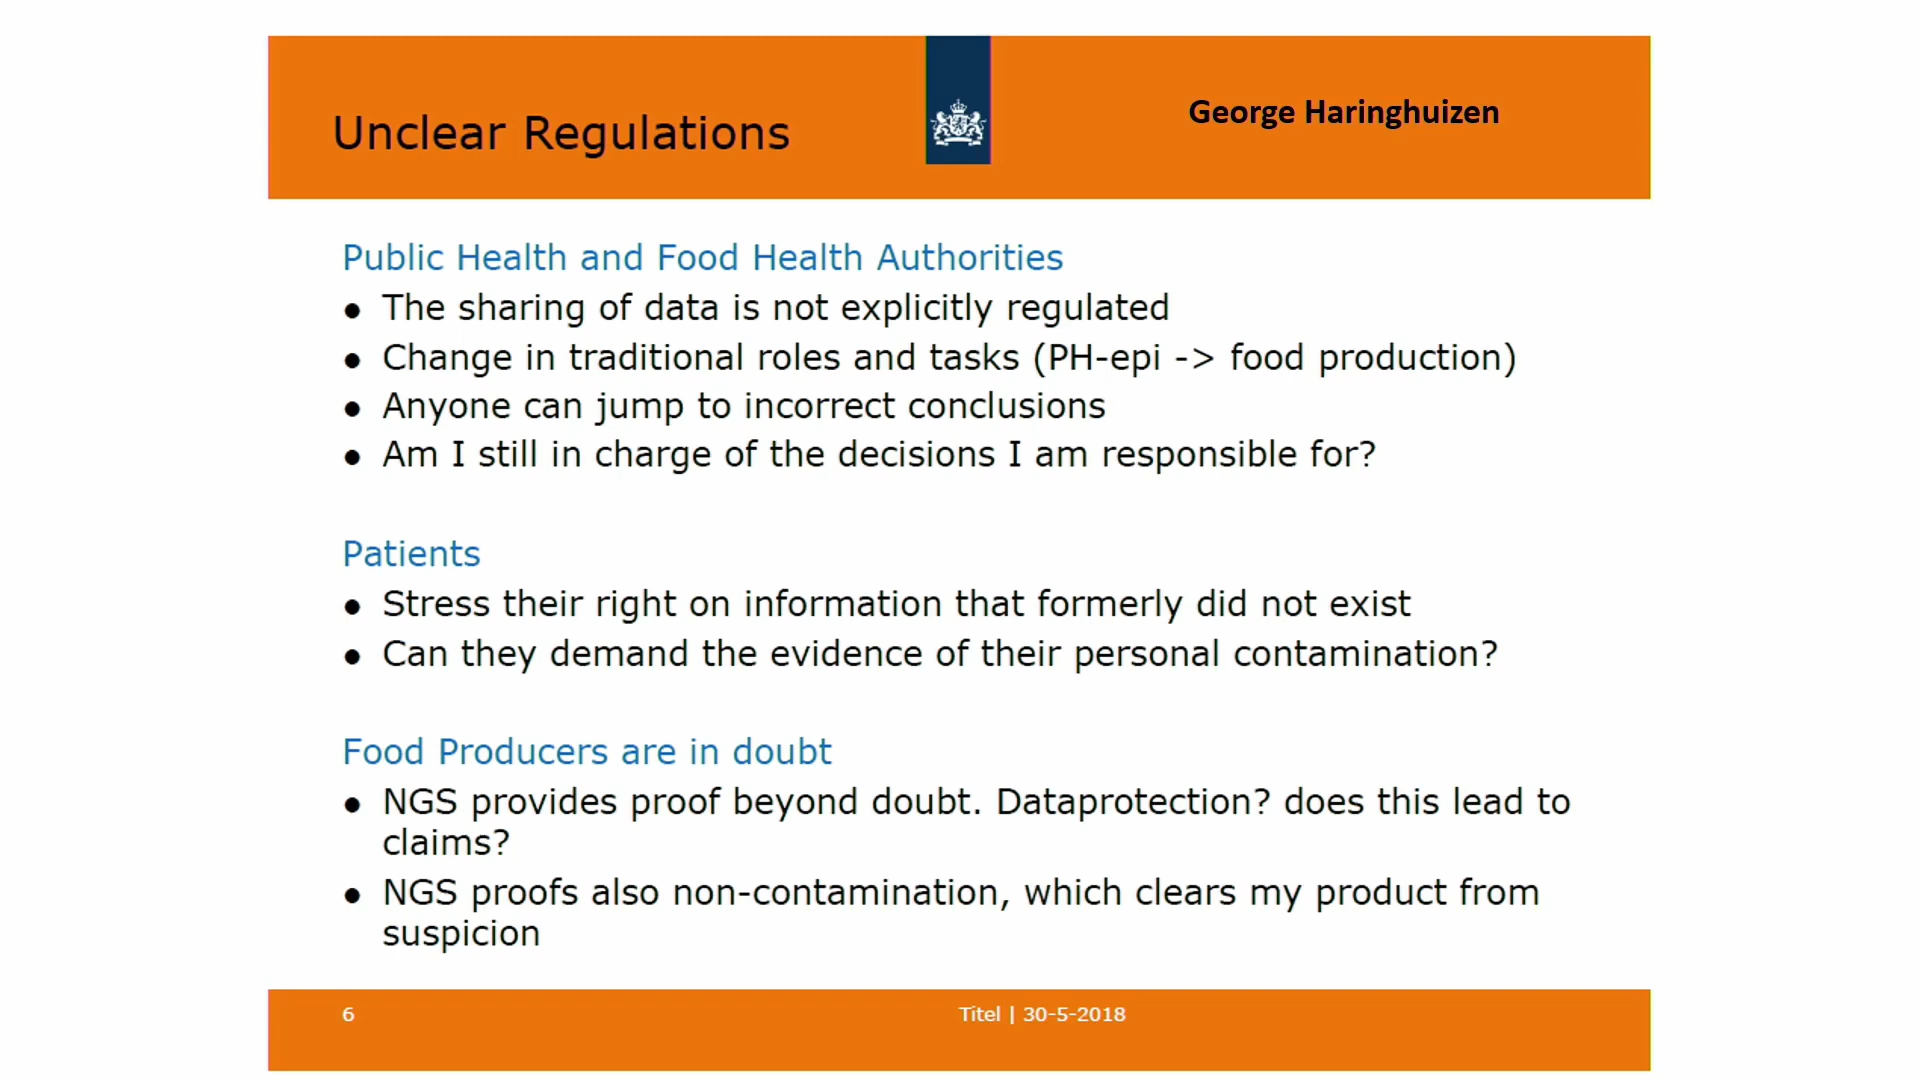 Unclear Regulations
George Haringhuizen
Public Health and Food Health Authorities
● The sharing of data is not explicitly regulated
● Change in traditional roles and tasks (PH-epi -> food production)
● Anyone can jump to incorrect conclusions
● Am I still in charge of the decisions I am responsible for?
Patients
● Stress their right on information that formerly did not exist
● Can they demand the evidence of their personal contamination?
Food Producers are in doubt
● NGS provides proof beyond doubt. Dataprotection? does this lead to
claims?
● NGS proofs also non-contamination, which clears my product from
suspicion
6
Titel | 30-5-2018